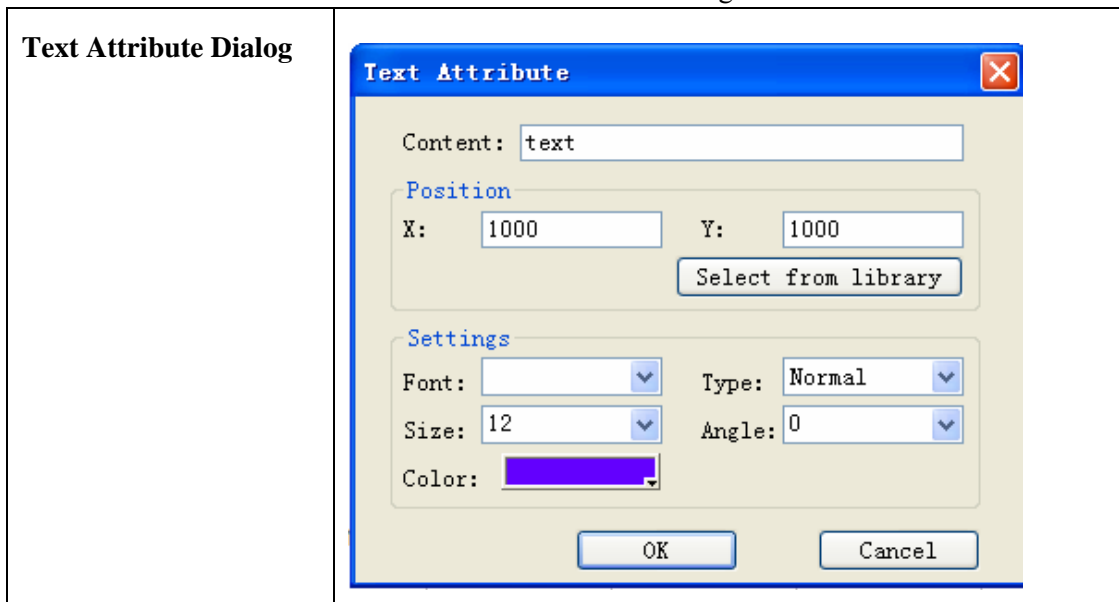 Text Attribute Dialog
Text Attribute
Content: text
Position
X: 1000 Y: 1000
Select from library
Settings
Font: Type: Normal
Size: 12 Angle: 0
Color:
OK Cancel